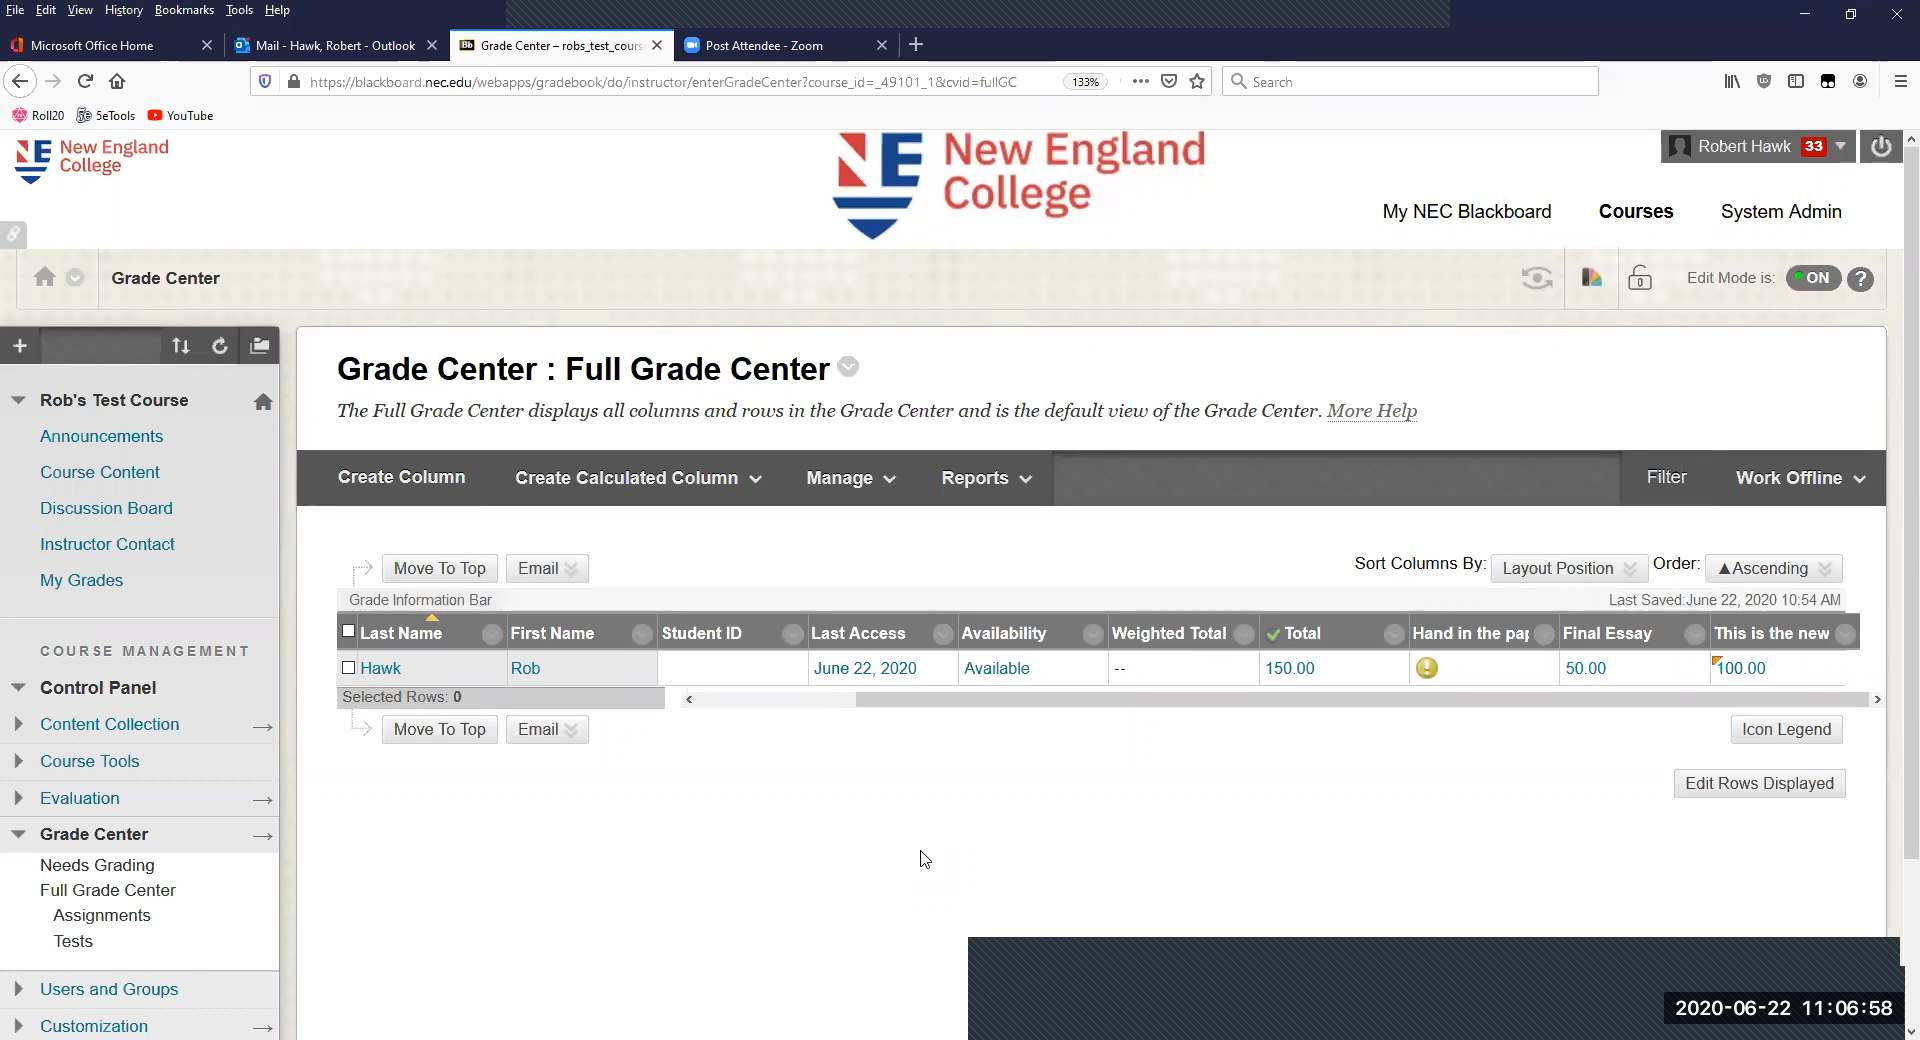 File Edit View History Bookmarks Tools Help
Microsoft Office Home
Mail - Hawk, Robert - Outlook
Grade Center – robs_test_cours
Post Attendee - Zoom
https://blackboard.nec.edu/webapps/gradebook/do/instructor/enterGradeCenter?course_id=_49101_1&cvid=fullGC
133%
Search
Roll20
5eTools
YouTube
New England
College
New England
College
Robert Hawk 33
My NEC Blackboard
Courses
System Admin
Grade Center
Edit Mode is: ON ?
Rob's Test Course
Announcements
Course Content
Discussion Board
Instructor Contact
My Grades
COURSE MANAGEMENT
Control Panel
Content Collection
Course Tools
Evaluation
Grade Center
Needs Grading
Full Grade Center
Assignments
Tests
Users and Groups
Customization
Grade Center : Full Grade Center
The Full Grade Center displays all columns and rows in the Grade Center and is the default view of the Grade Center. More Help
Create Column
Create Calculated Column
Manage
Reports
Filter
Work Offline
Move To Top
Email
Sort Columns By: Layout Position Order: ▲Ascending
Grade Information Bar
Last Saved:June 22, 2020 10:54 AM
Last Name First Name Student ID Last Access Availability Weighted Total Total Hand in the pap Final Essay This is the new
Hawk Rob June 22, 2020 Available -- 150.00 50.00 100.00
Selected Rows: 0
Move To Top
Email
Icon Legend
Edit Rows Displayed
2020-06-22 11:06:58